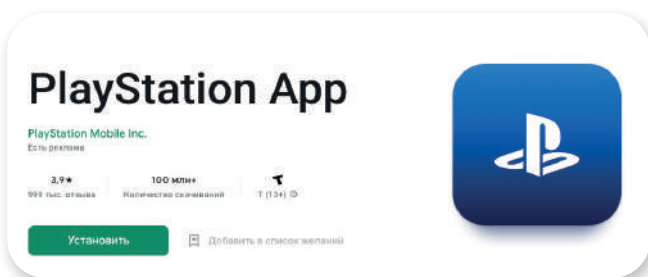 PlayStation App
PlayStation Mobile Inc.
Есть реклама
3,9★ 100 млн+ T
999 тыс. отзыва Количество скачиваний T (13+)
Установить Добавить в список желаний